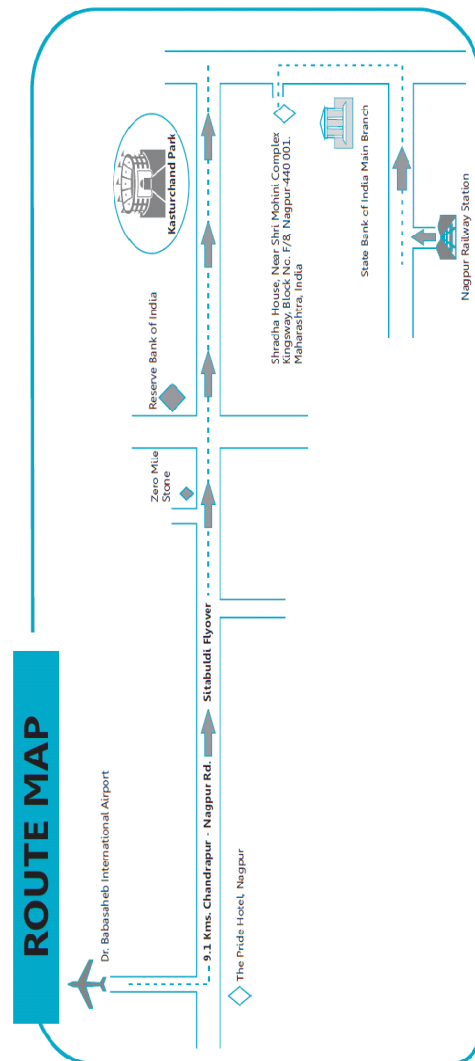 ROUTE MAP
Dr. Babasaheb International Airport
9.1 Kms. Chandrapur - Nagpur Rd.
Sitabuldi Flyover
The Pride Hotel, Nagpur
Zero Mile
Stone
Reserve Bank of India
Kasturchand Park
Shradha House, Near Shri Mohini Complex
Kingsway, Block No. F/8, Nagpur-440 001.
Maharashtra, India
State Bank of India Main Branch
Nagpur Railway Station